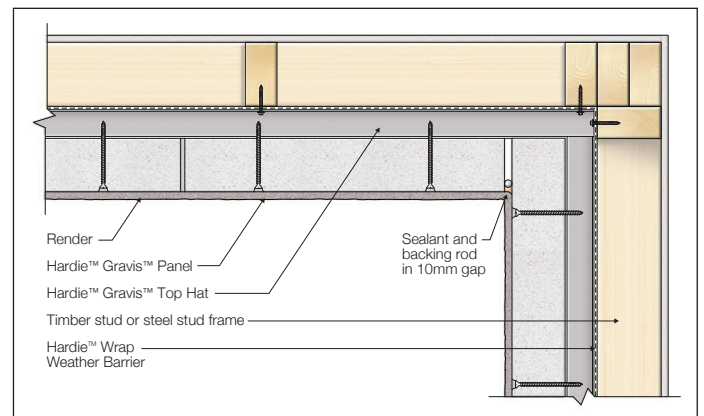 Render
Hardie™ Gravis™ Panel
Hardie™ Gravis™ Top Hat
Timber stud or steel stud frame
Hardie™ Wrap
Weather Barrier
Sealant and
backing rod
in 10mm gap